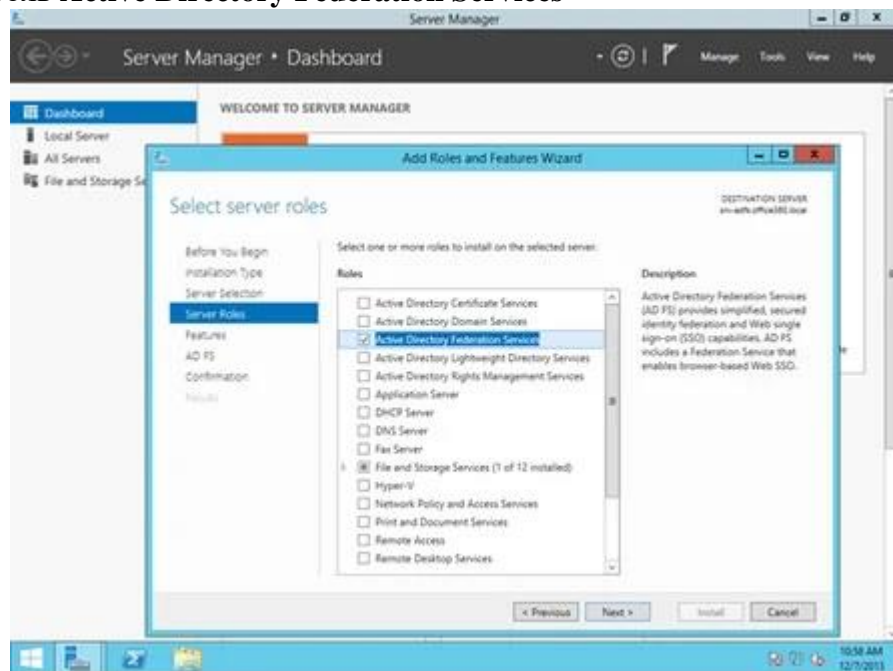 Active Directory Federation Services
Server Manager
Server Manager • Dashboard
Manage Tools View Help
Dashboard
Local Server
All Servers
File and Storage Se
WELCOME TO SERVER MANAGER
Add Roles and Features Wizard
Select server roles
DESTINATION SERVER
Before You Begin
Installation Type
Server Selection
Server Roles
Features
AD FS
Confirmation
Results
Select one or more roles to install on the selected server.
Roles
Active Directory Certificate Services
Active Directory Domain Services
Active Directory Federation Services
Active Directory Lightweight Directory Services
Active Directory Rights Management Services
Application Server
DHCP Server
DNS Server
Fax Server
File and Storage Services (1 of 12 installed)
Hyper-V
Network Policy and Access Services
Print and Document Services
Remote Access
Remote Desktop Services
Description
Active Directory Federation Services
(AD FS) provides simplified, secured
identity federation and Web single
sign-on (SSO) capabilities. AD FS
includes a Federation Service that
enables browser-based Web SSO.
< Previous Next > Install Cancel
10:58 AM